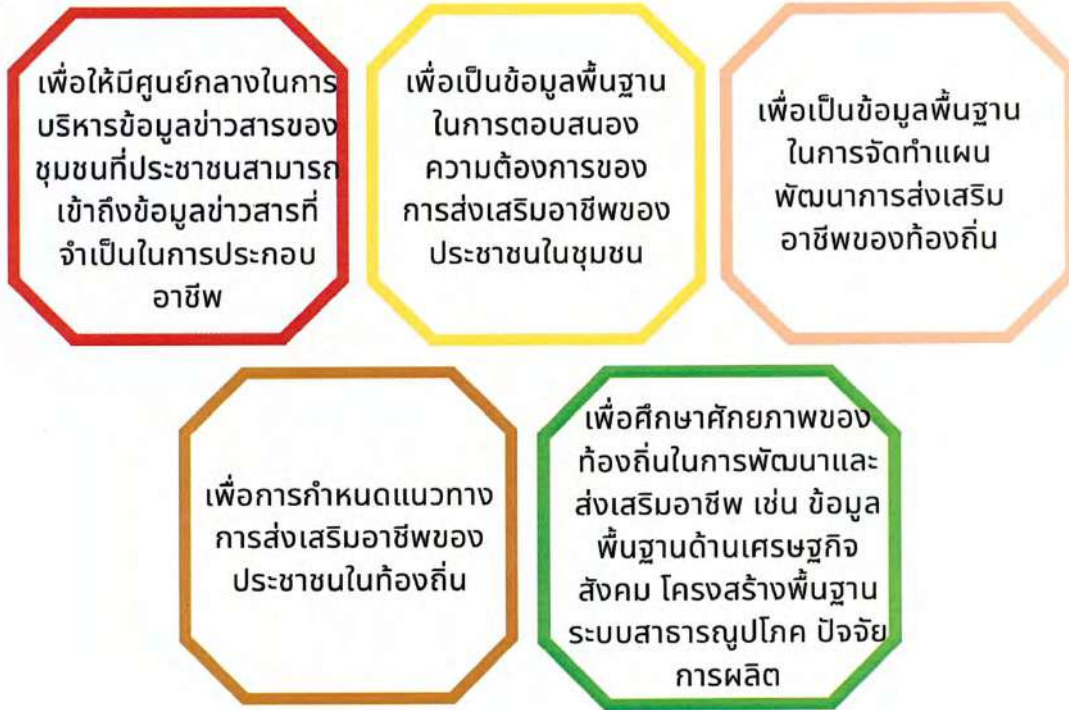 เพื่อให้มีศูนย์กลางในการ
บริหารข้อมูลข่าวสารของ
ชุมชนที่ประชาชนสามารถ
เข้าถึงข้อมูลข่าวสารที่
จำเป็นในการประกอบ
อาชีพ
เพื่อเป็นข้อมูลพื้นฐาน
ในการตอบสนอง
ความต้องการของ
การส่งเสริมอาชีพของ
ประชาชนในชุมชน
เพื่อเป็นข้อมูลพื้นฐาน
ในการจัดทำแผน
พัฒนาการส่งเสริม
อาชีพของท้องถิ่น
เพื่อการกำหนดแนวทาง
การส่งเสริมอาชีพของ
ประชาชนในท้องถิ่น
เพื่อศึกษาศักยภาพของ
ท้องถิ่นในการพัฒนาและ
ส่งเสริมอาชีพ เช่น ข้อมูล
พื้นฐานด้านเศรษฐกิจ
สังคม โครงสร้างพื้นฐาน
ระบบสาธารณูปโภค ปัจจัย
การผลิต